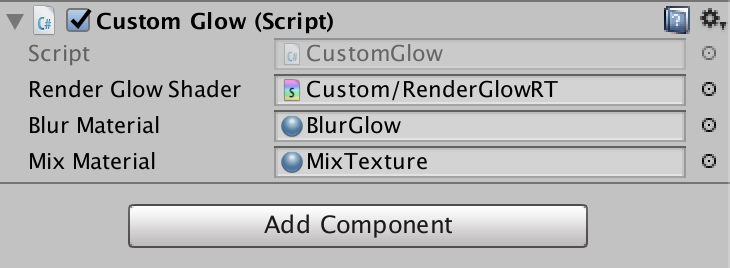 Custom Glow (Script)
Script CustomGlow
Render Glow Shader Custom/RenderGlowRT
Blur Material BlurGlow
Mix Material MixTexture
Add Component